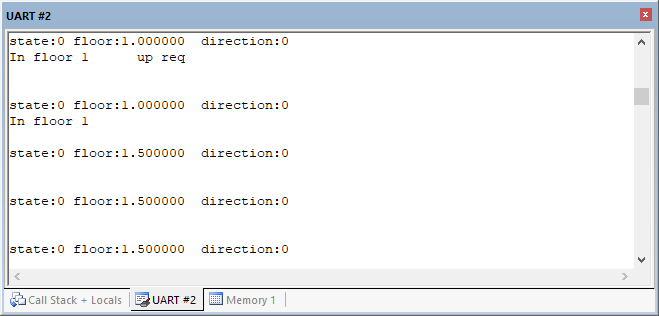 UART #2
state:0 floor:1.000000  direction:0
In floor 1      up req
state:0 floor:1.000000  direction:0
In floor 1
state:0 floor:1.500000  direction:0
state:0 floor:1.500000  direction:0
state:0 floor:1.500000  direction:0
Call Stack + Locals UART #2 Memory 1